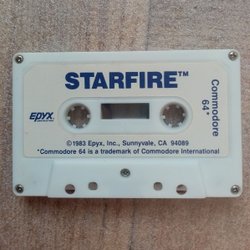 STARFIRE™
EPYX
Commodore
64*
©1983 Epyx, Inc., Sunnyvale, CA 94089
*Commodore 64 is a trademark of Commodore International